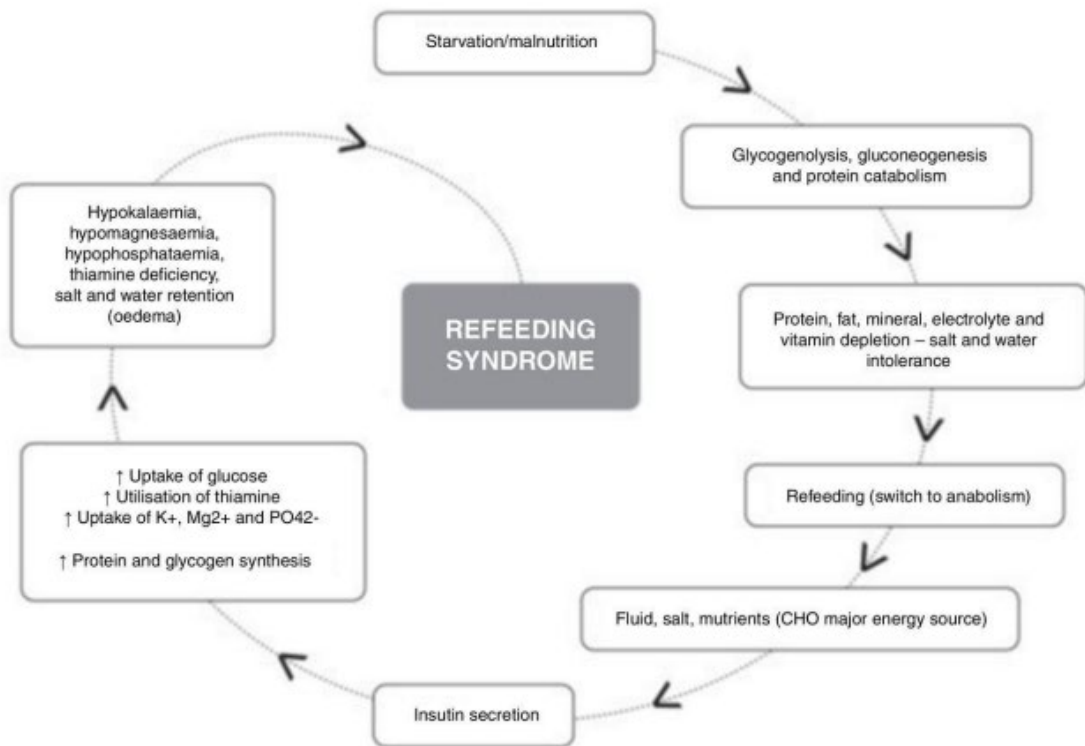 Starvation/malnutrition
Glycogenolysis, gluconeogenesis
and protein catabolism
Protein, fat, mineral, electrolyte and
vitamin depletion – salt and water
intolerance
Refeeding (switch to anabolism)
Fluid, salt, mutrients (CHO major energy source)
Insutin secretion
↑ Uptake of glucose
↑ Utilisation of thiamine
↑ Uptake of K+, Mg2+ and PO42-
↑ Protein and glycogen synthesis
Hypokalaemia,
hypomagnesaemia,
hypophosphataemia,
thiamine deficiency,
salt and water retention
(oedema)
REFEEDING
SYNDROME